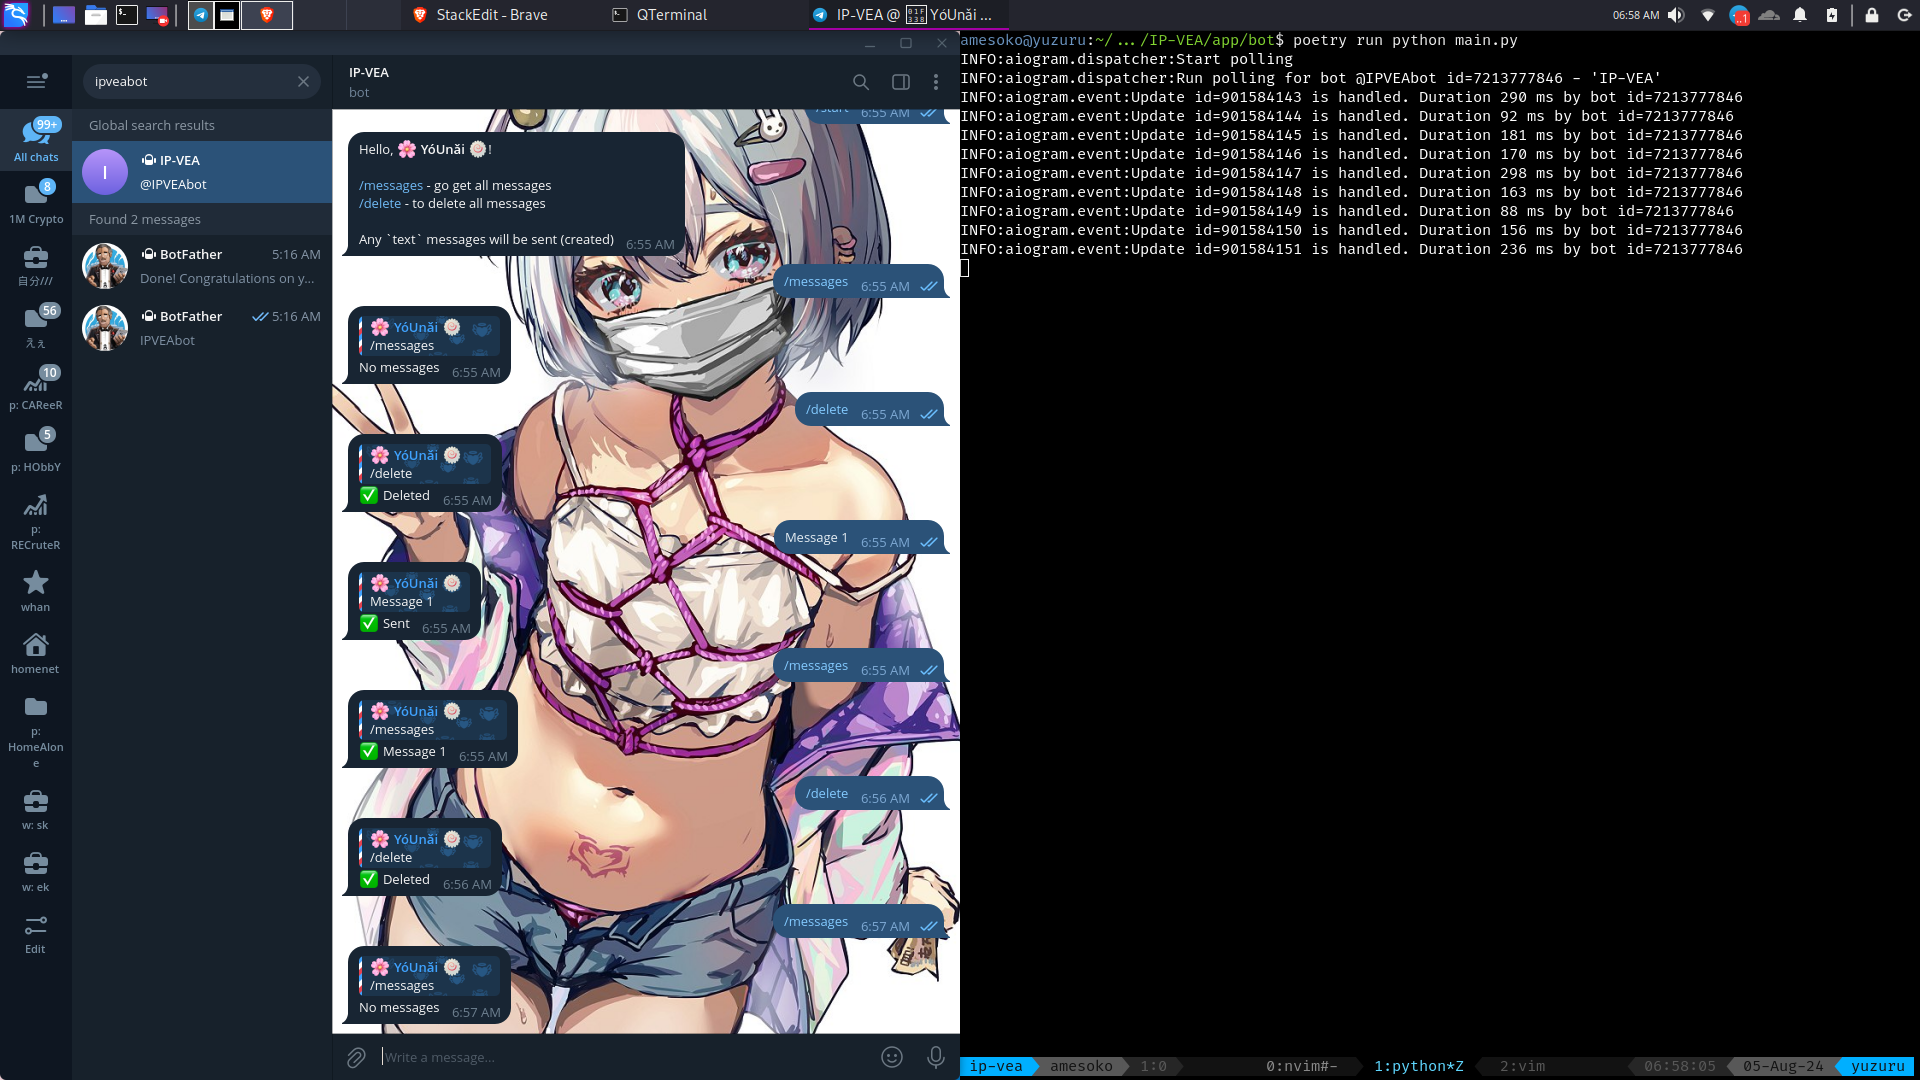 StackEdit - Brave
QTerminal
IP-VEA @ 01F338 YóUnǎi ...
06:58 AM
ipveabot
Global search results
IP-VEA
@IPVEAbot
Found 2 messages
BotFather 5:16 AM
Done! Congratulations on y...
BotFather 5:16 AM
IPVEAbot
99+
All chats
8
1M Crypto
自分///
56
えぇ
10
p: CAReeR
5
p: HObbY
p:
RECruteR
whan
homenet
p:
HomeAlon
e
w: sk
w: ek
Edit
IP-VEA
bot
/start 6:55 AM
Hello, 🌸 YóUnǎi 🍥!
/messages - go get all messages
/delete - to delete all messages
Any `text` messages will be sent (created) 6:55 AM
/messages 6:55 AM
🌸 YóUnǎi 🍥
/messages
No messages 6:55 AM
/delete 6:55 AM
🌸 YóUnǎi 🍥
/delete
✅ Deleted 6:55 AM
Message 1 6:55 AM
🌸 YóUnǎi 🍥
Message 1
✅ Sent 6:55 AM
/messages 6:55 AM
🌸 YóUnǎi 🍥
/messages
✅ Message 1 6:55 AM
/delete 6:56 AM
🌸 YóUnǎi 🍥
/delete
✅ Deleted 6:56 AM
/messages 6:57 AM
🌸 YóUnǎi 🍥
/messages
No messages 6:57 AM
Write a message...
amesoko@yuzuru:~/ … /IP-VEA/app/bot$ poetry run python main.py
INFO:aiogram.dispatcher:Start polling
INFO:aiogram.dispatcher:Run polling for bot @IPVEAbot id=7213777846 - 'IP-VEA'
INFO:aiogram.event:Update id=901584143 is handled. Duration 290 ms by bot id=7213777846
INFO:aiogram.event:Update id=901584144 is handled. Duration 92 ms by bot id=7213777846
INFO:aiogram.event:Update id=901584145 is handled. Duration 181 ms by bot id=7213777846
INFO:aiogram.event:Update id=901584146 is handled. Duration 170 ms by bot id=7213777846
INFO:aiogram.event:Update id=901584147 is handled. Duration 298 ms by bot id=7213777846
INFO:aiogram.event:Update id=901584148 is handled. Duration 163 ms by bot id=7213777846
INFO:aiogram.event:Update id=901584149 is handled. Duration 88 ms by bot id=7213777846
INFO:aiogram.event:Update id=901584150 is handled. Duration 156 ms by bot id=7213777846
INFO:aiogram.event:Update id=901584151 is handled. Duration 236 ms by bot id=7213777846
ip-vea amesoko 1:0 0:nvim#- 1:python*Z 2:vim 06:58:05 05-Aug-24 yuzuru